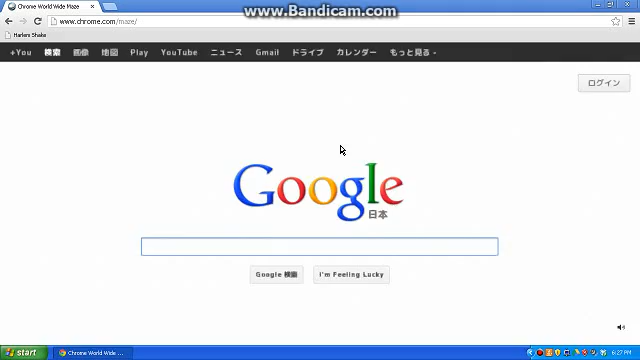 www.Bandicam.com
Chrome World Wide Maze
www.chrome.com/maze/
Harlem Shake
+You 検索 画像 地図 Play YouTube ニュース Gmail ドライブ カレンダー もっと見る
ログイン
Google
日本
Google 検索 I'm Feeling Lucky
start Chrome World Wide ... 6:27 PM